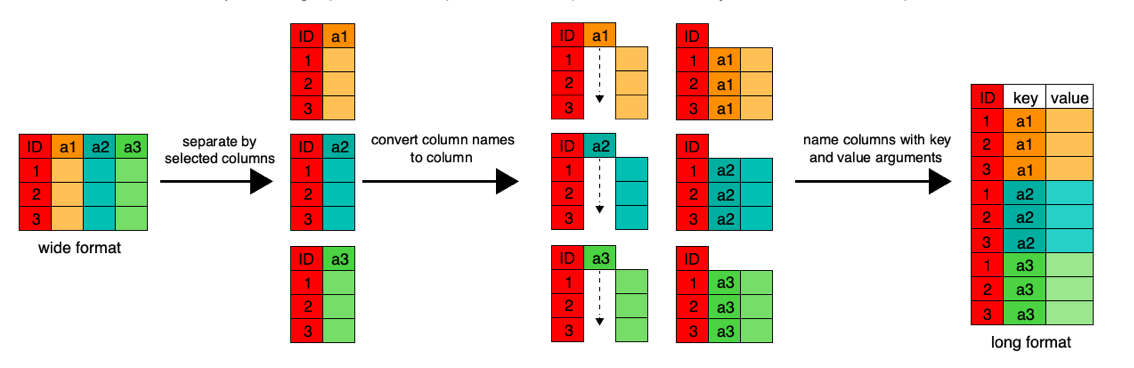 ID a1 a2 a3
1
2
3
wide format
separate by
selected columns
ID a1
1
2
3
ID a2
1
2
3
ID a3
1
2
3
convert column names
to column
ID a1
1
2
3
ID a2
1
2
3
ID a3
1
2
3
ID
1 a1
2 a1
3 a1
ID
1 a2
2 a2
3 a2
ID
1 a3
2 a3
3 a3
name columns with key
and value arguments
ID key value
1 a1
2 a1
3 a1
1 a2
2 a2
3 a2
1 a3
2 a3
3 a3
long format